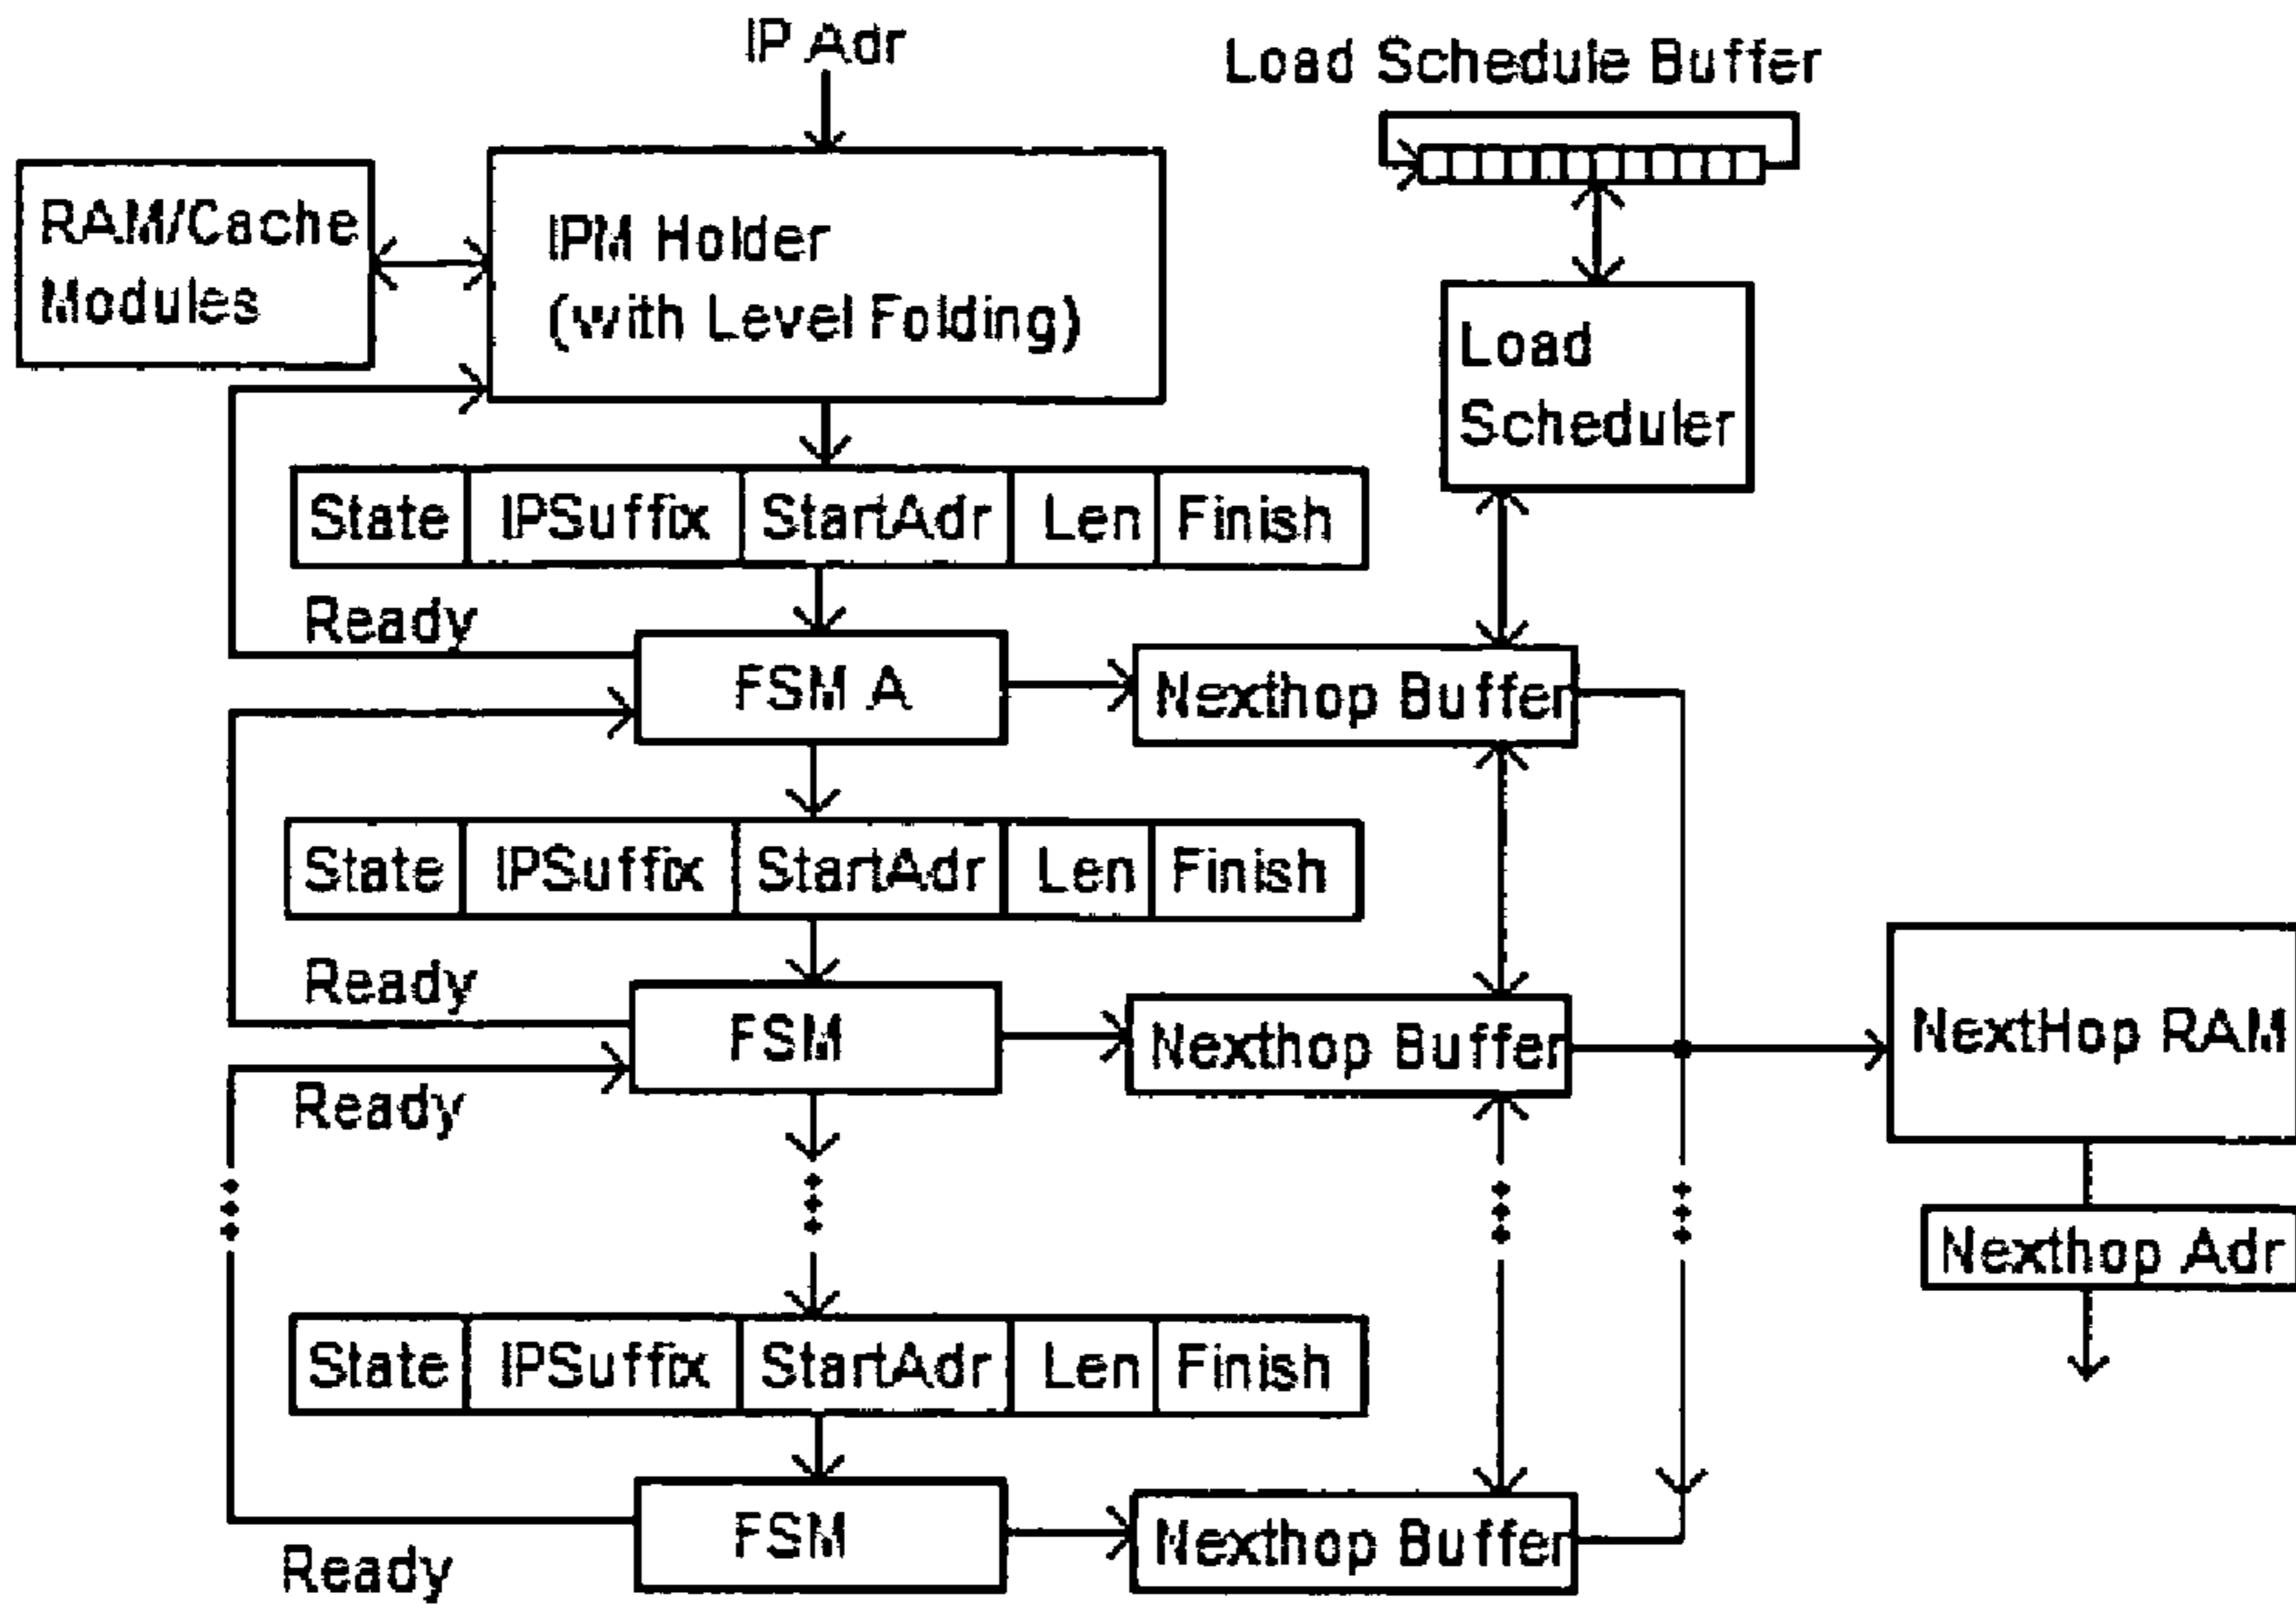 IP Adr
Load Schedule Buffer
RAM/Cache
Modules
IPM Holder
(with Level Folding)
Load
Scheduler
State IPSuffix StartAdr Len Finish
Ready
FSM A
Nexthop Buffer
State IPSuffix StartAdr Len Finish
Ready
FSM
Nexthop Buffer
NextHop RAM
Ready
Nexthop Adr
State IPSuffix StartAdr Len Finish
FSM
Nexthop Buffer
Ready